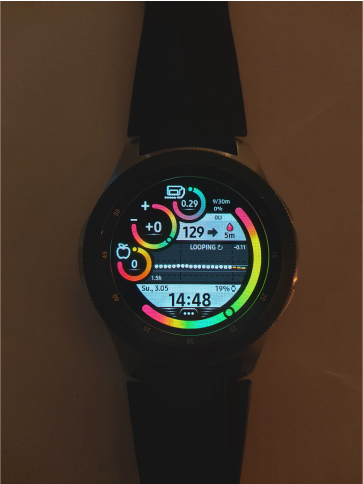 0.29
9/30m
0%
+
-
+0
0U
129
5m
LOOPING
-0.11
0
1.5h
Su., 3.05
19%
14:48